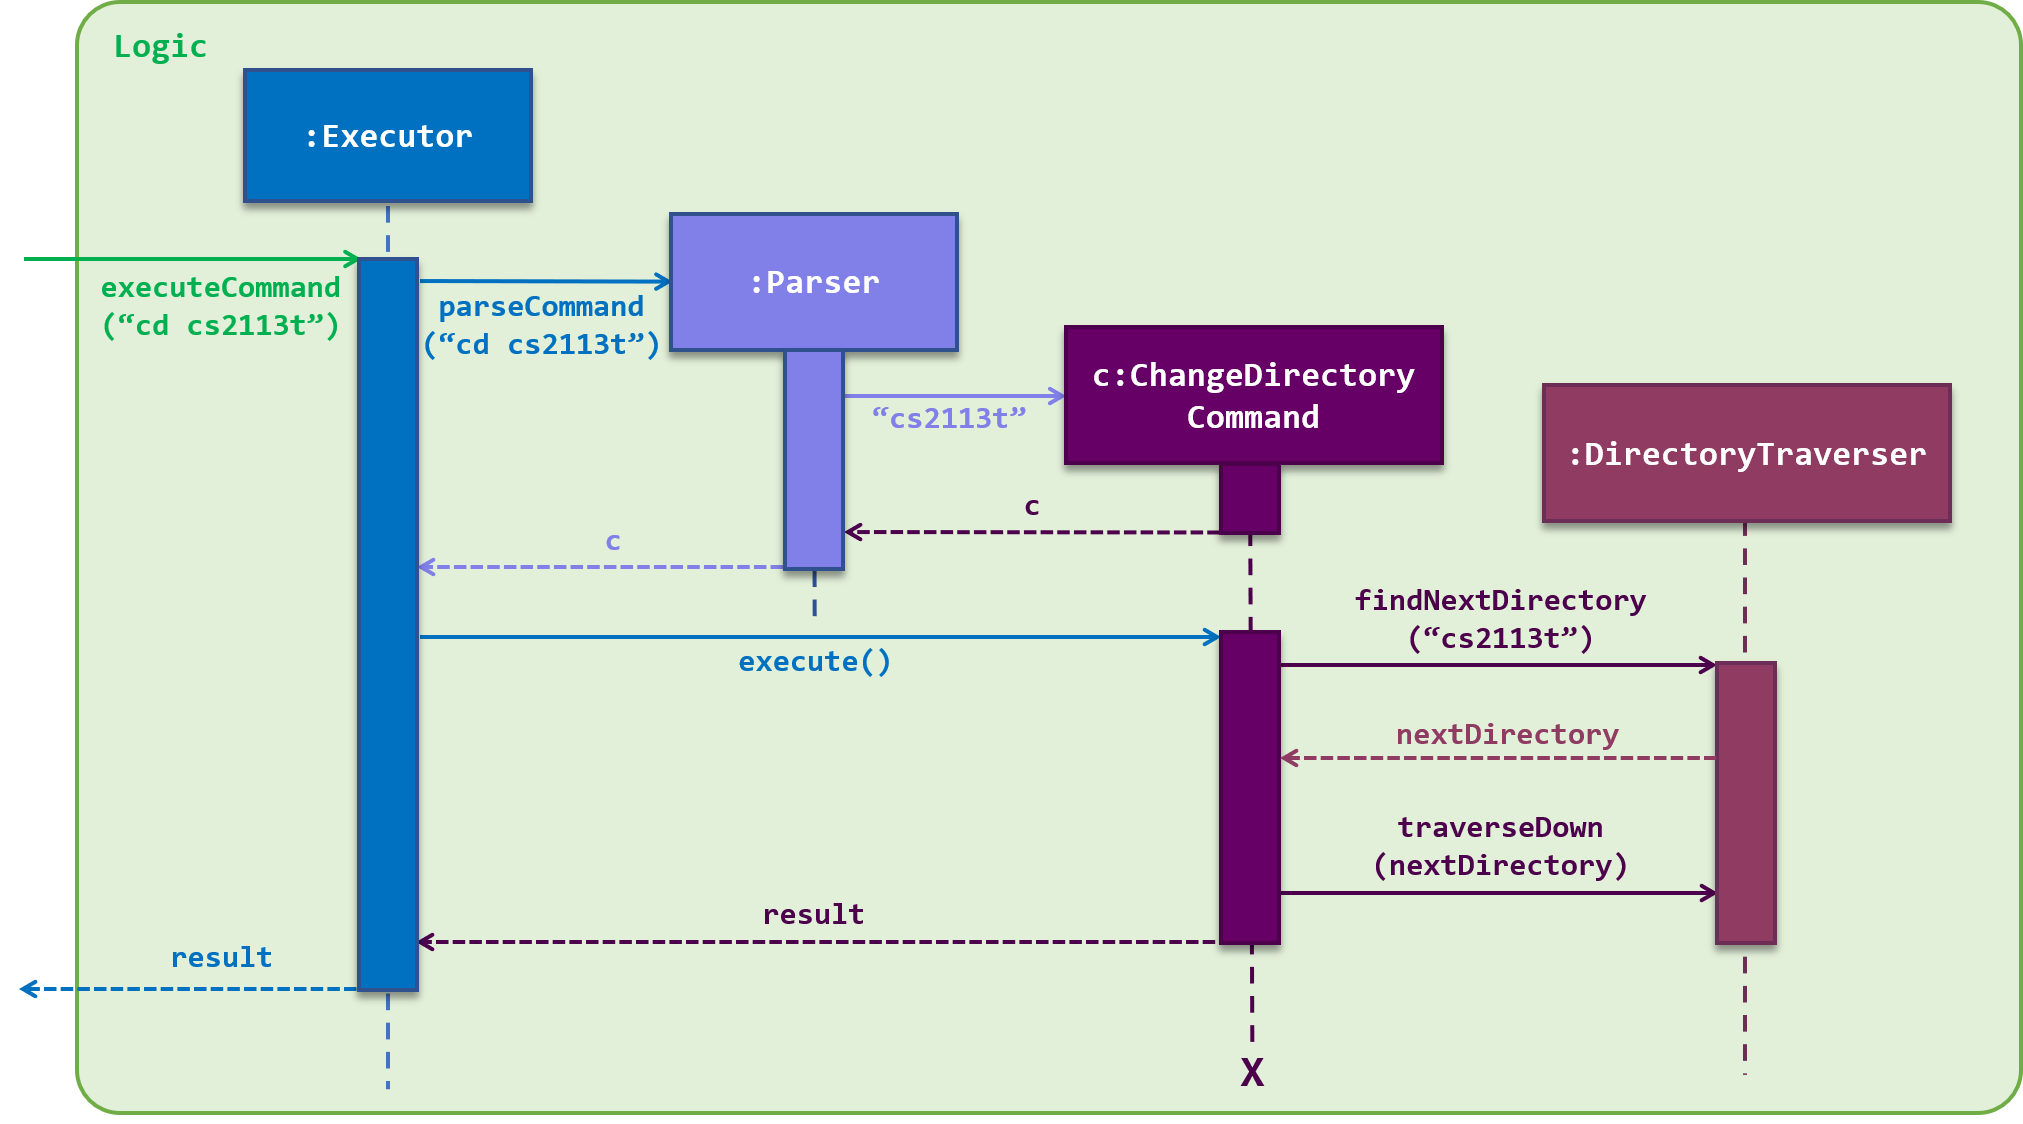 Logic
:Executor
:Parser
executeCommand
(“cd cs2113t”)
parseCommand
(“cd cs2113t”)
c:ChangeDirectory
Command
“cs2113t”
:DirectoryTraverser
c
c
findNextDirectory
(“cs2113t”)
execute()
nextDirectory
traverseDown
(nextDirectory)
result
result
X